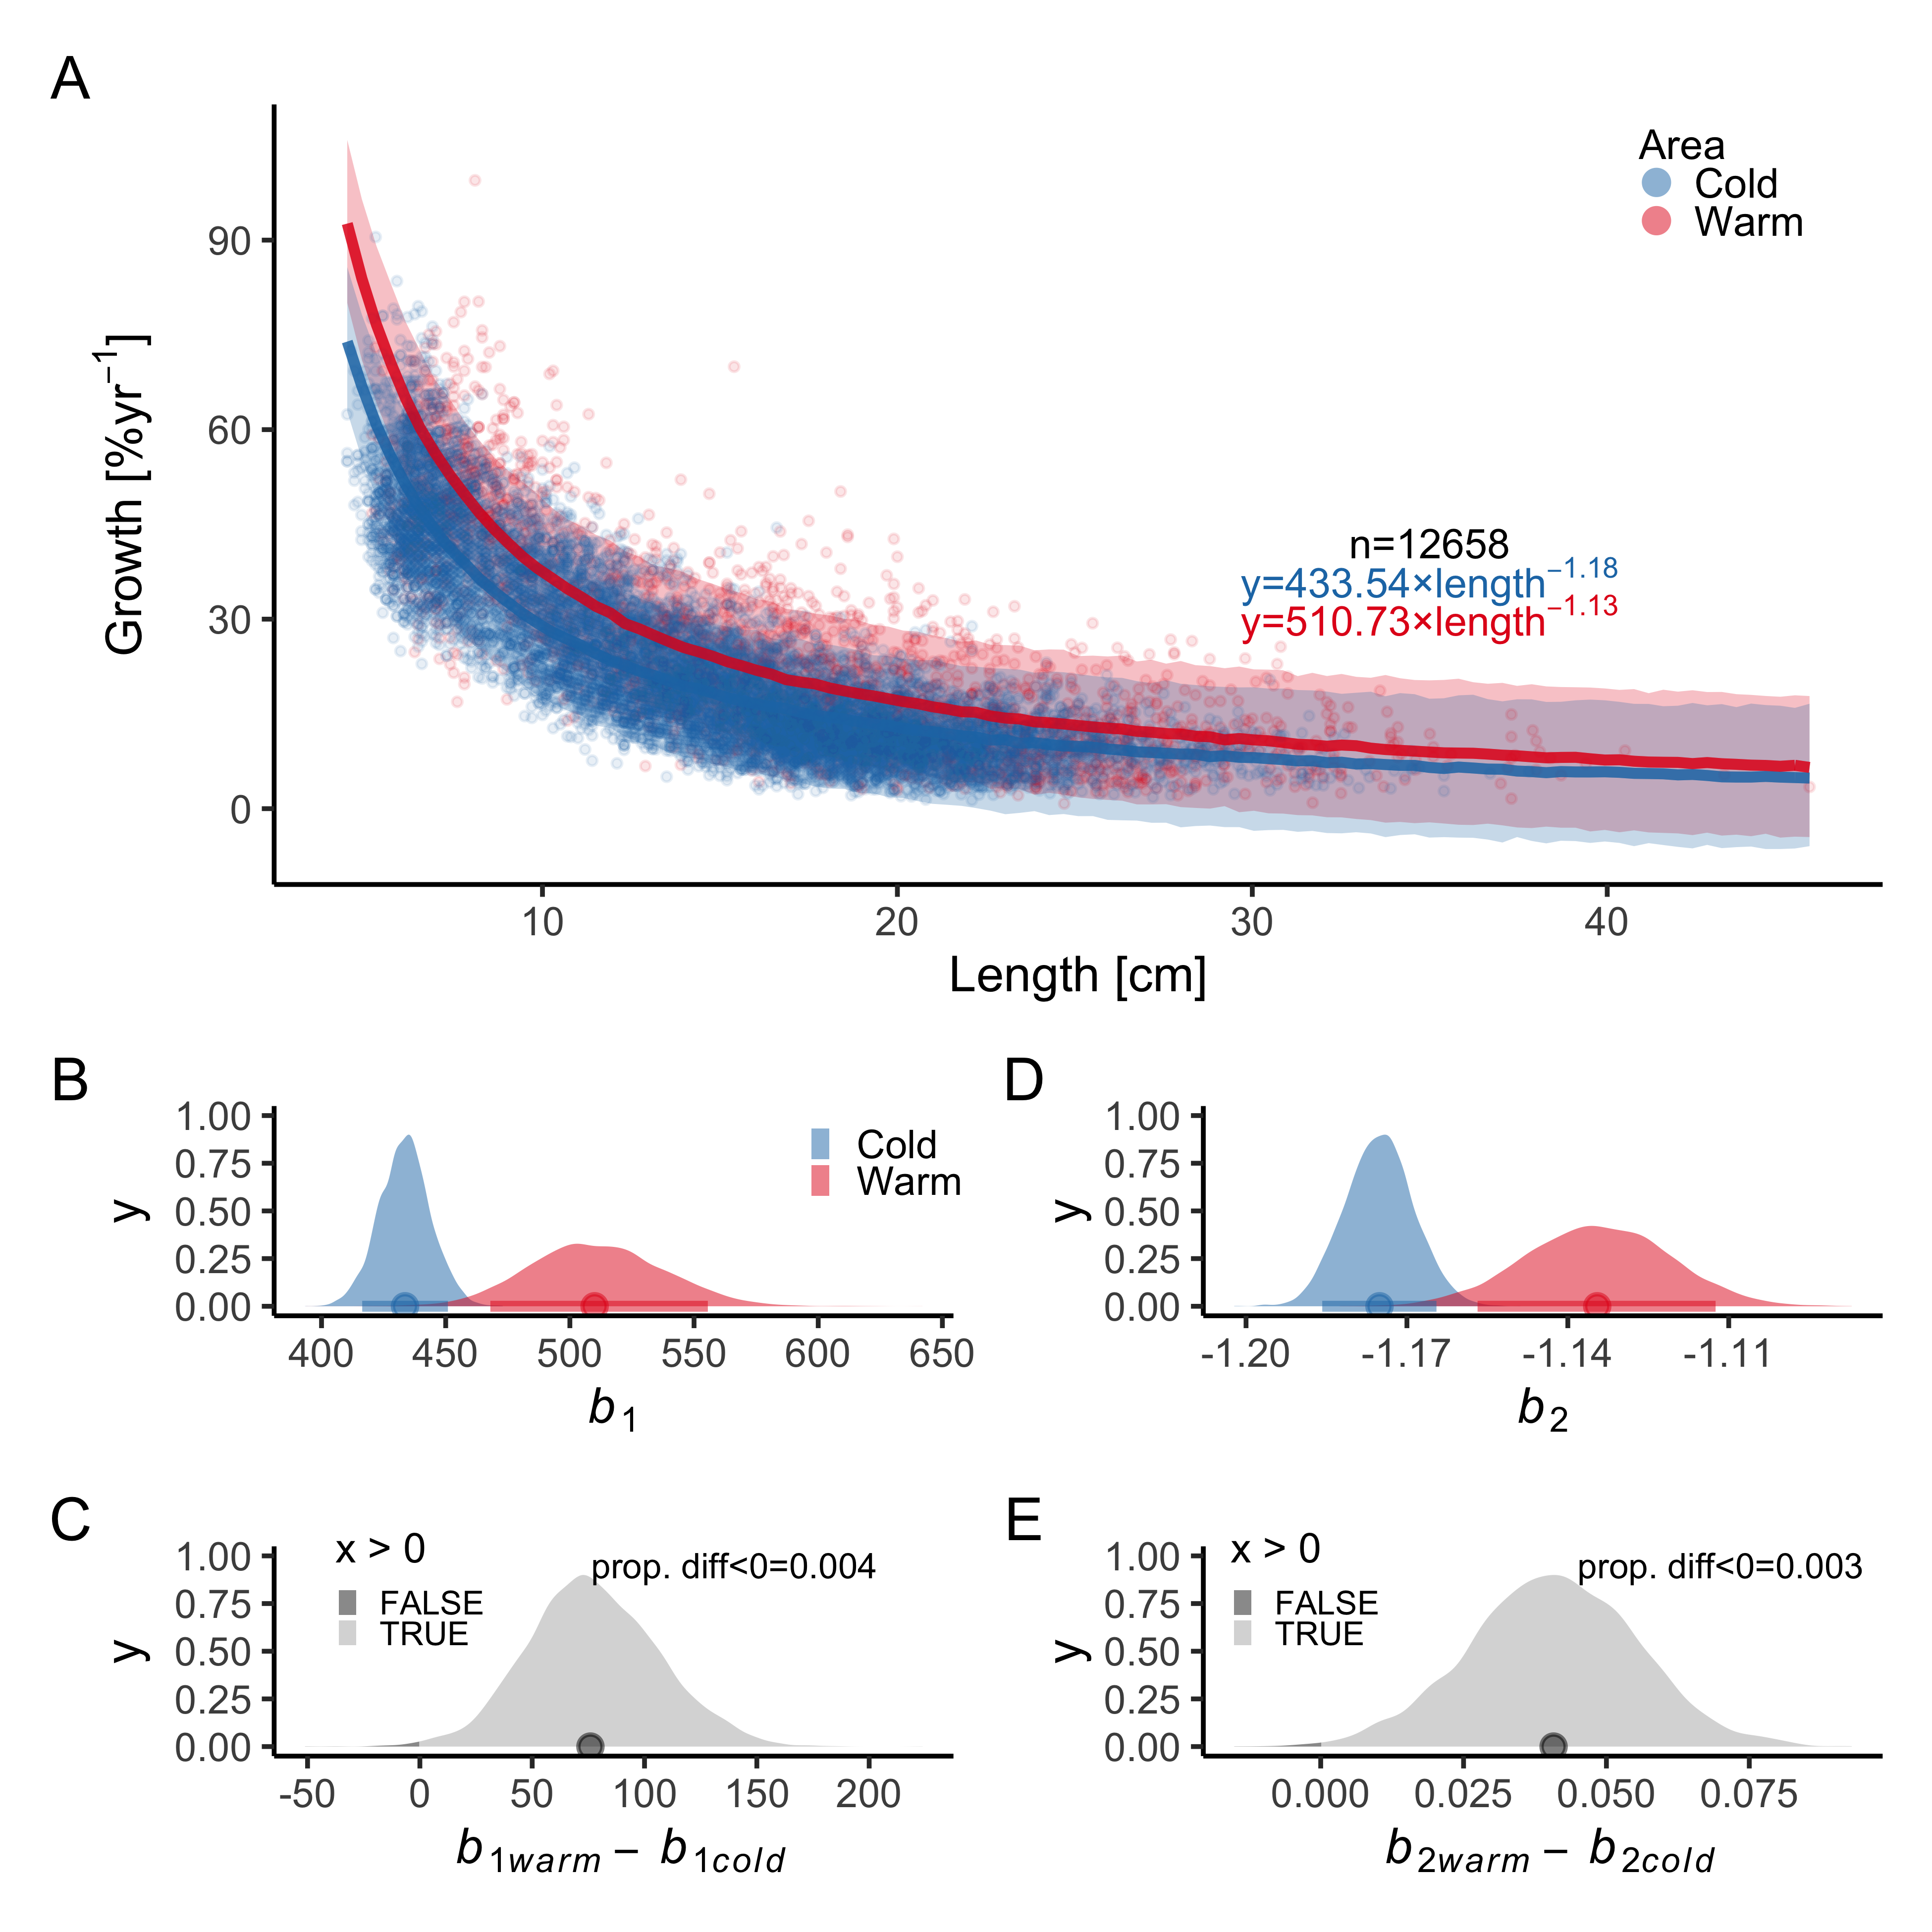 A
Growth [%yr⁻¹]
90
60
30
0
Area
Cold
Warm
n=12658
y=433.54×length⁻¹·¹⁸
y=510.73×length⁻¹·¹³
10 20 30 40
Length [cm]
B
y
1.00
0.75
0.50
0.25
0.00
Cold
Warm
400 450 500 550 600 650
b₁
D
y
1.00
0.75
0.50
0.25
0.00
-1.20 -1.17 -1.14 -1.11
b₂
C
y
1.00
0.75
0.50
0.25
0.00
x > 0
FALSE
TRUE
prop. diff<0=0.004
-50 0 50 100 150 200
b1warm – b1cold
E
y
1.00
0.75
0.50
0.25
0.00
x > 0
FALSE
TRUE
prop. diff<0=0.003
0.000 0.025 0.050 0.075
b2warm – b2cold